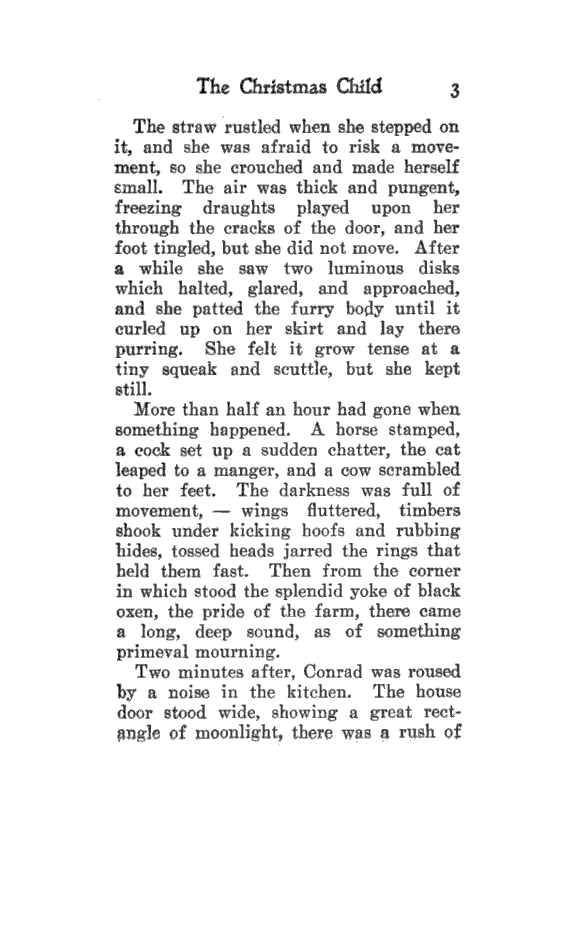 The Christmas Child 3
The straw rustled when she stepped on
it, and she was afraid to risk a move-
ment, so she crouched and made herself
small. The air was thick and pungent,
freezing draughts played upon her
through the cracks of the door, and her
foot tingled, but she did not move. After
a while she saw two luminous disks
which halted, glared, and approached,
and she patted the furry body until it
curled up on her skirt and lay there
purring. She felt it grow tense at a
tiny squeak and scuttle, but she kept
still.
More than half an hour had gone when
something happened. A horse stamped,
a cock set up a sudden chatter, the cat
leaped to a manger, and a cow scrambled
to her feet. The darkness was full of
movement, — wings fluttered, timbers
shook under kicking hoofs and rubbing
hides, tossed heads jarred the rings that
held them fast. Then from the corner
in which stood the splendid yoke of black
oxen, the pride of the farm, there came
a long, deep sound, as of something
primeval mourning.
Two minutes after, Conrad was roused
by a noise in the kitchen. The house
door stood wide, showing a great rect-
angle of moonlight, there was a rush of